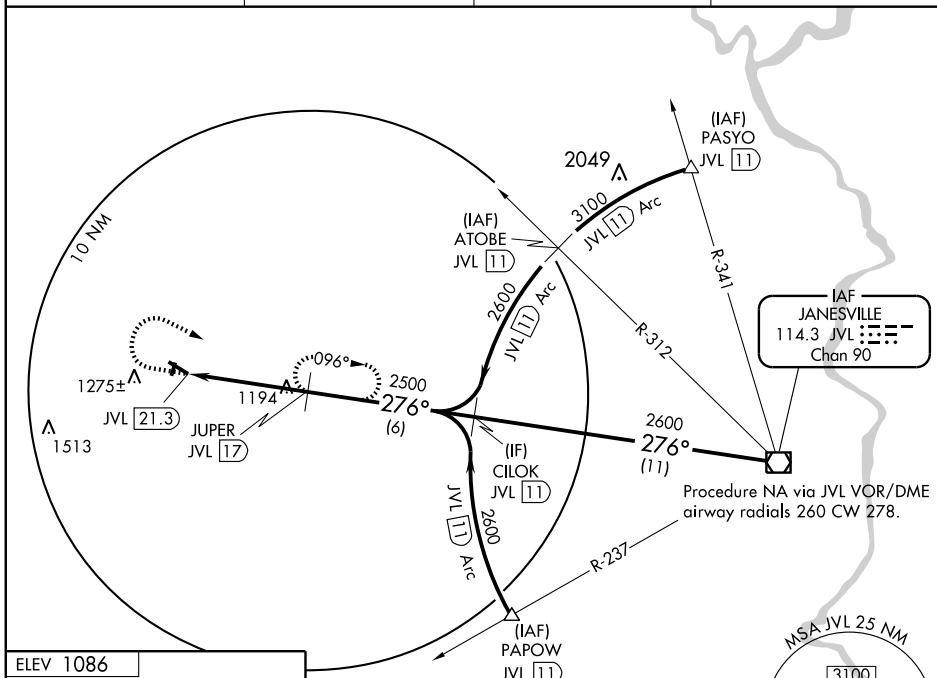 (IAF)
PASYO
JVL 11
2049
3100
JVL 11 Arc
10 NM
(IAF)
ATOBE
JVL 11
R-341
2600
JVL 11 Arc
R-312
IAF
JANESVILLE
114.3 JVL
Chan 90
096°
2500
1275±
1194
276°
(6)
2600
276°
(11)
JVL 21.3
JUPER
JVL 17
1513
(IF)
CILOK
JVL 11
Procedure NA via JVL VOR/DME
airway radials 260 CW 278.
JVL 11 Arc
2600
R-237
(IAF)
PAPOW
JVL 11
MSA JVL 25 NM
3100
ELEV 1086